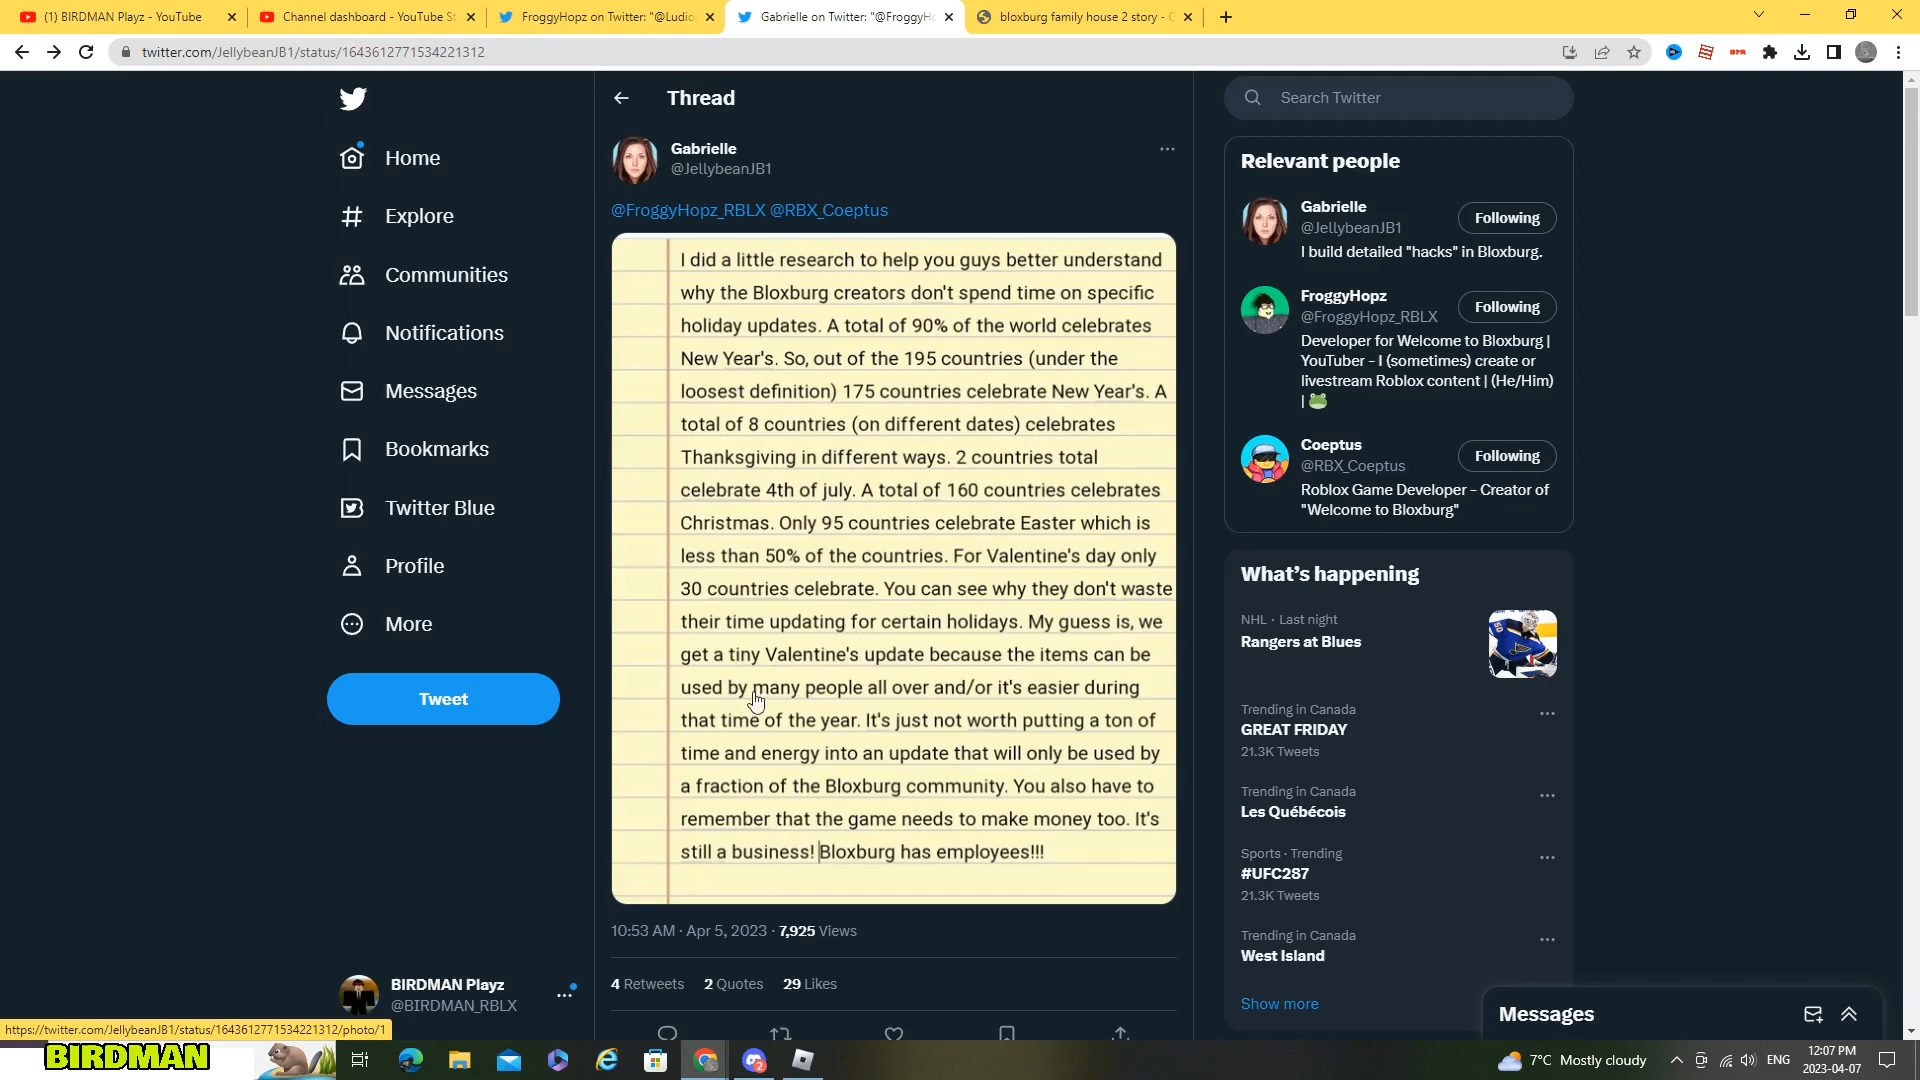 (1) BIRDMAN Playz - YouTube
Channel dashboard - YouTube St
FroggyHopz on Twitter: "@Ludio
Gabrielle on Twitter: "@FroggyH
bloxburg family house 2 story - G
twitter.com/JellybeanJB1/status/1643612771534221312
Home
Explore
Communities
Notifications
Messages
Bookmarks
Twitter Blue
Profile
More
Tweet
BIRDMAN Playz
@BIRDMAN_RBLX
Thread
Gabrielle
@JellybeanJB1
@FroggyHopz_RBLX @RBX_Coeptus
I did a little research to help you guys better understand
why the Bloxburg creators don't spend time on specific
holiday updates. A total of 90% of the world celebrates
New Year's. So, out of the 195 countries (under the
loosest definition) 175 countries celebrate New Year's. A
total of 8 countries (on different dates) celebrates
Thanksgiving in different ways. 2 countries total
celebrate 4th of july. A total of 160 countries celebrates
Christmas. Only 95 countries celebrate Easter which is
less than 50% of the countries. For Valentine's day only
30 countries celebrate. You can see why they don't waste
their time updating for certain holidays. My guess is, we
get a tiny Valentine's update because the items can be
used by many people all over and/or it's easier during
that time of the year. It's just not worth putting a ton of
time and energy into an update that will only be used by
a fraction of the Bloxburg community. You also have to
remember that the game needs to make money too. It's
still a business! Bloxburg has employees!!!
10:53 AM · Apr 5, 2023 · 7,925 Views
4 Retweets 2 Quotes 29 Likes
Search Twitter
Relevant people
Gabrielle
@JellybeanJB1
Following
I build detailed "hacks" in Bloxburg.
FroggyHopz
@FroggyHopz_RBLX
Following
Developer for Welcome to Bloxburg |
YouTuber - I (sometimes) create or
livestream Roblox content | (He/Him)
|
Coeptus
@RBX_Coeptus
Following
Roblox Game Developer - Creator of
"Welcome to Bloxburg"
What's happening
NHL · Last night
Rangers at Blues
Trending in Canada
GREAT FRIDAY
21.3K Tweets
Trending in Canada
Les Québécois
Sports · Trending
#UFC287
21.3K Tweets
Trending in Canada
West Island
Show more
Messages
https://twitter.com/JellybeanJB1/status/1643612771534221312/photo/1
BIRDMAN
7°C Mostly cloudy
ENG
12:07 PM
2023-04-07